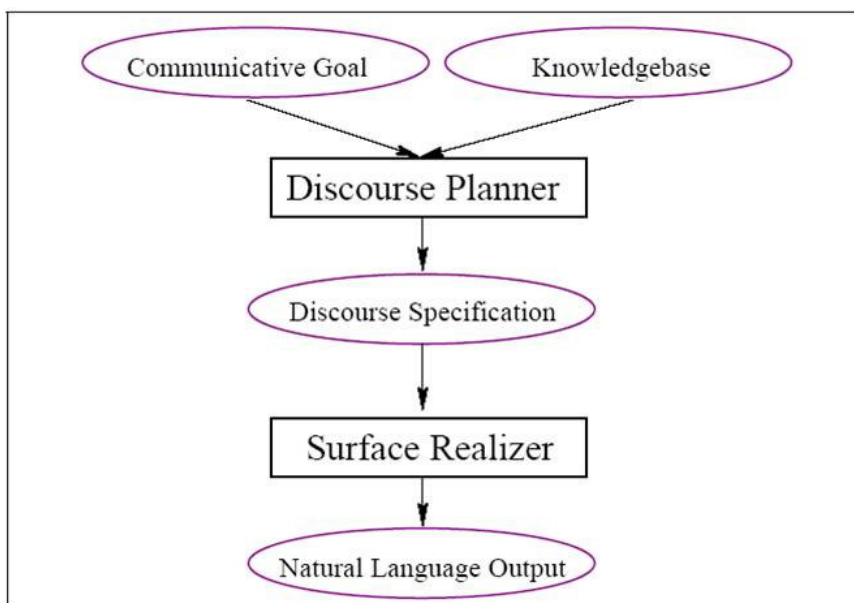 Communicative Goal
Knowledgebase
Discourse Planner
Discourse Specification
Surface Realizer
Natural Language Output